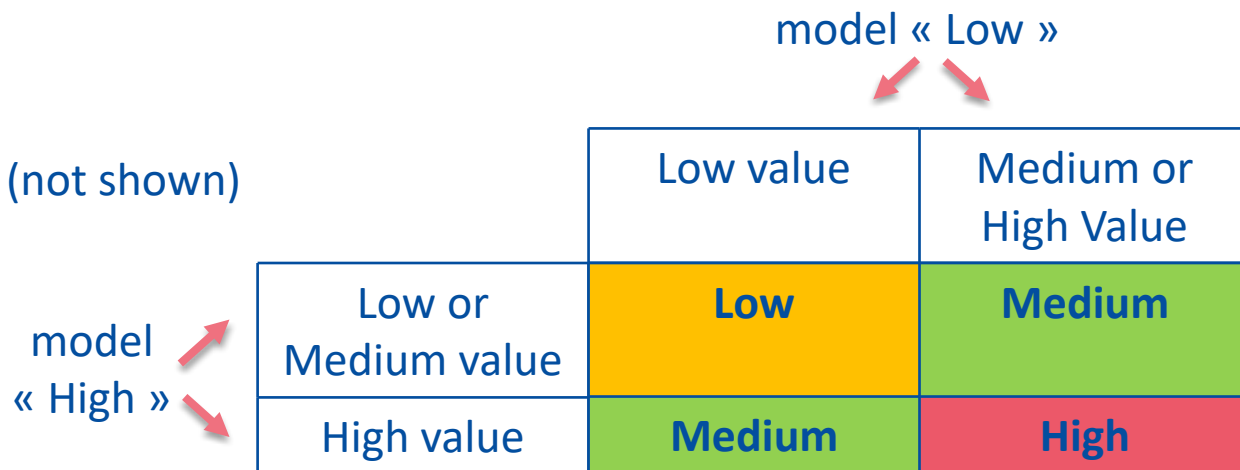 model « Low »
(not shown)
Low value
Medium or
High Value
model
« High »
Low or
Medium value
Low
Medium
High value
Medium
High